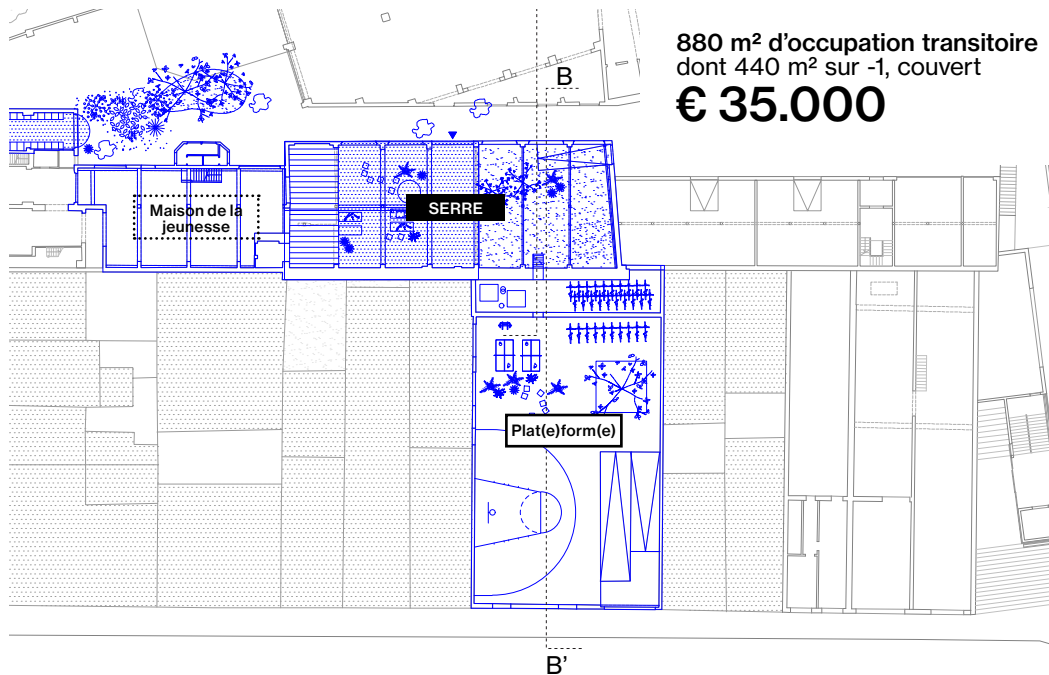 880 m² d’occupation transitoire
dont 440 m² sur -1, couvert
€ 35.000
B
Maison de la
jeunesse
SERRE
Plat(e)form(e)
B’